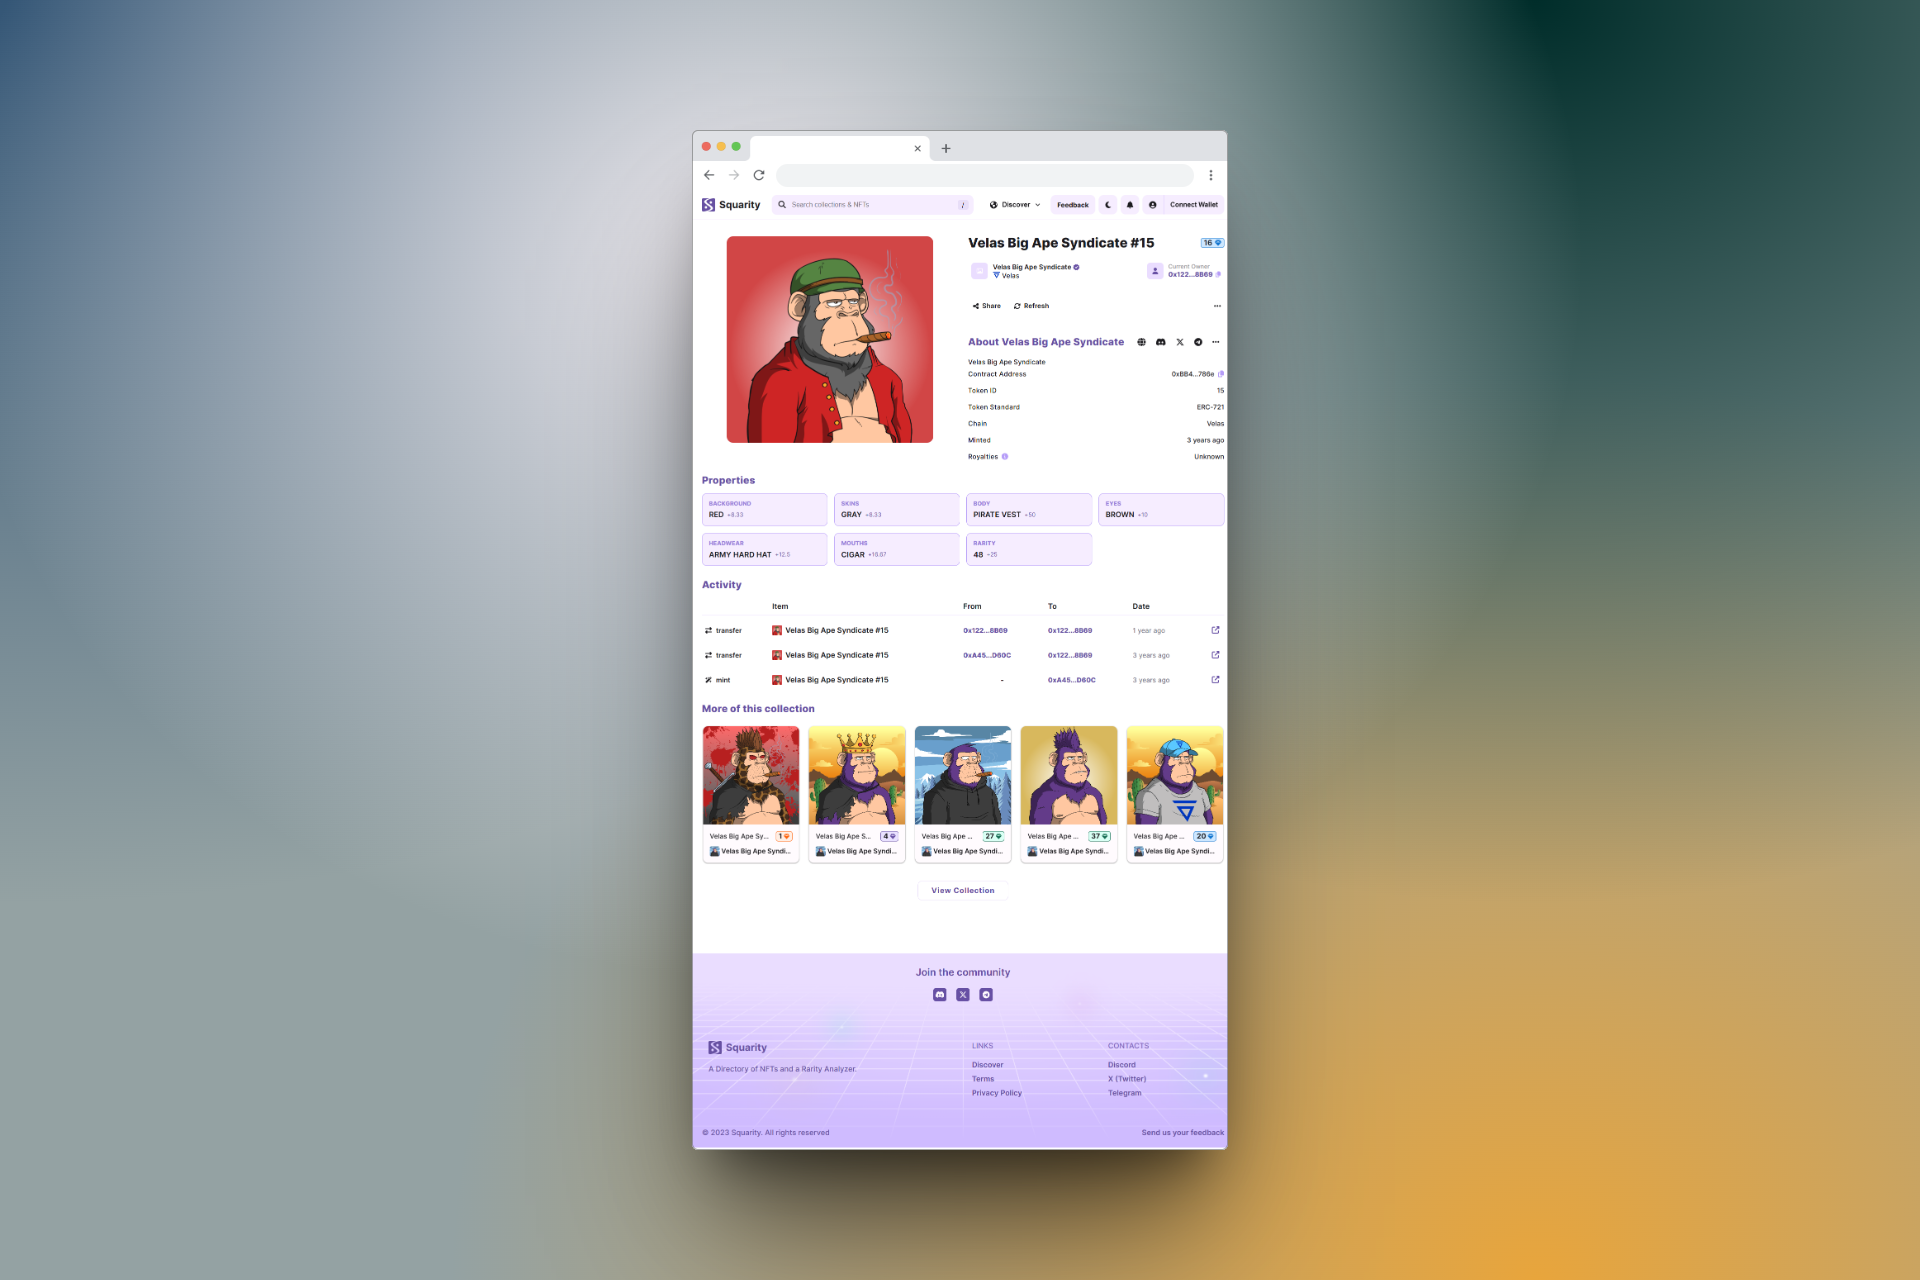 Squarity
Search colections & NFTs
/
Discover
Feedback
Connect Wallet
Velas Big Ape Syndicate #15
16
Velas Big Ape Syndicate
Velas
Current Owner
0x122...8B69
Share
Refresh
About Velas Big Ape Syndicate
Velas Big Ape Syndicate
Contract Address
0xBB4...786e
Token ID
15
Token Standard
ERC-721
Chain
Velas
Minted
3 years ago
Royalties
Unknown
Properties
BACKGROUND
RED +8.33
SKINS
GRAY +8.33
BODY
PIRATE VEST +50
EYES
BROWN +10
HEADWEAR
ARMY HARD HAT +12.5
MOUTHS
CIGAR +16.67
RARITY
48 +25
Activity
Item From To Date
transfer Velas Big Ape Syndicate #15 0x122...8B69 0x122...8B69 1 year ago
transfer Velas Big Ape Syndicate #15 0xA45...D60C 0x122...8B69 3 years ago
mint Velas Big Ape Syndicate #15 - 0xA45...D60C 3 years ago
More of this collection
Velas Big Ape Sy... 1
Velas Big Ape Syndi...
Velas Big Ape S... 4
Velas Big Ape Syndi...
Velas Big Ape ... 27
Velas Big Ape Syndi...
Velas Big Ape ... 37
Velas Big Ape Syndi...
Velas Big Ape ... 20
Velas Big Ape Syndi...
View Collection
Join the community
Squarity
A Directory of NFTs and a Rarity Analyzer.
LINKS
Discover
Terms
Privacy Policy
CONTACTS
Discord
X (Twitter)
Telegram
© 2023 Squarity. All rights reserved
Send us your feedback